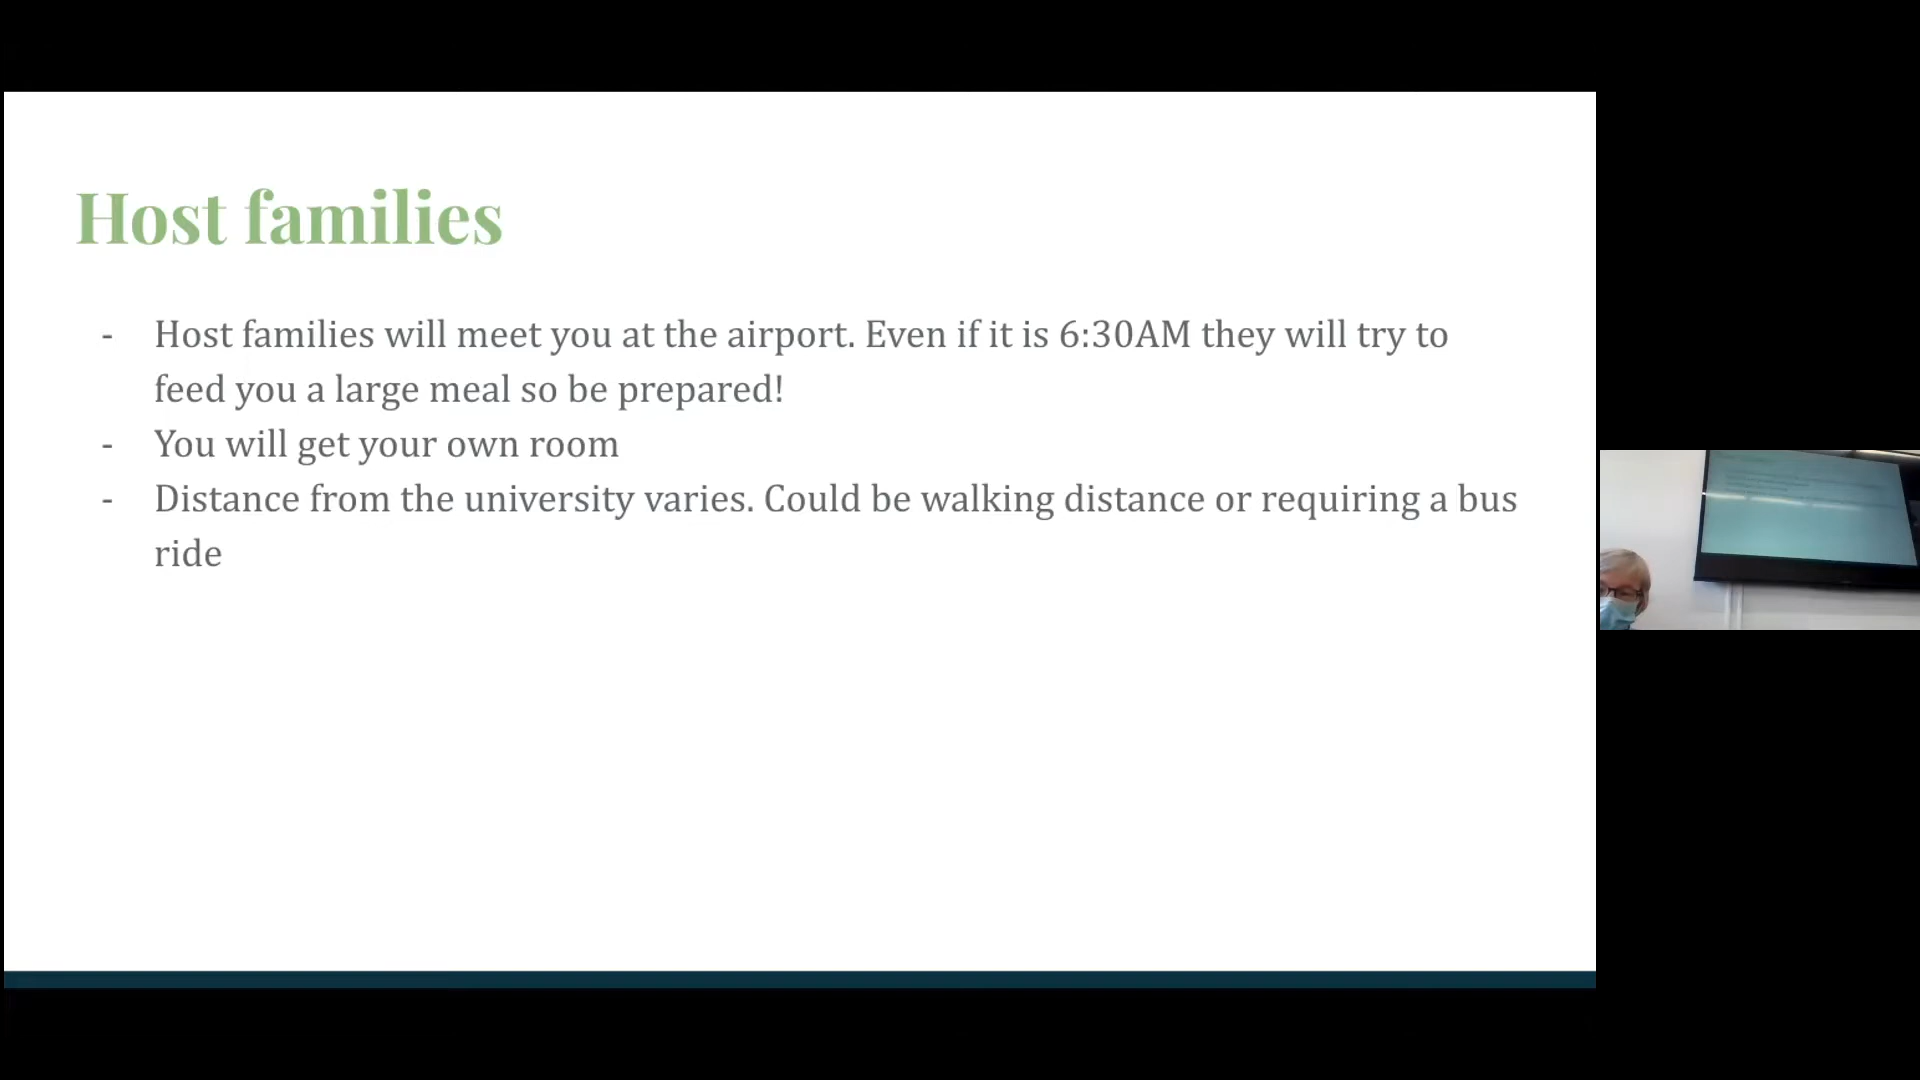 Host families
- Host families will meet you at the airport. Even if it is 6:30AM they will try to
feed you a large meal so be prepared!
- You will get your own room
- Distance from the university varies. Could be walking distance or requiring a bus
ride